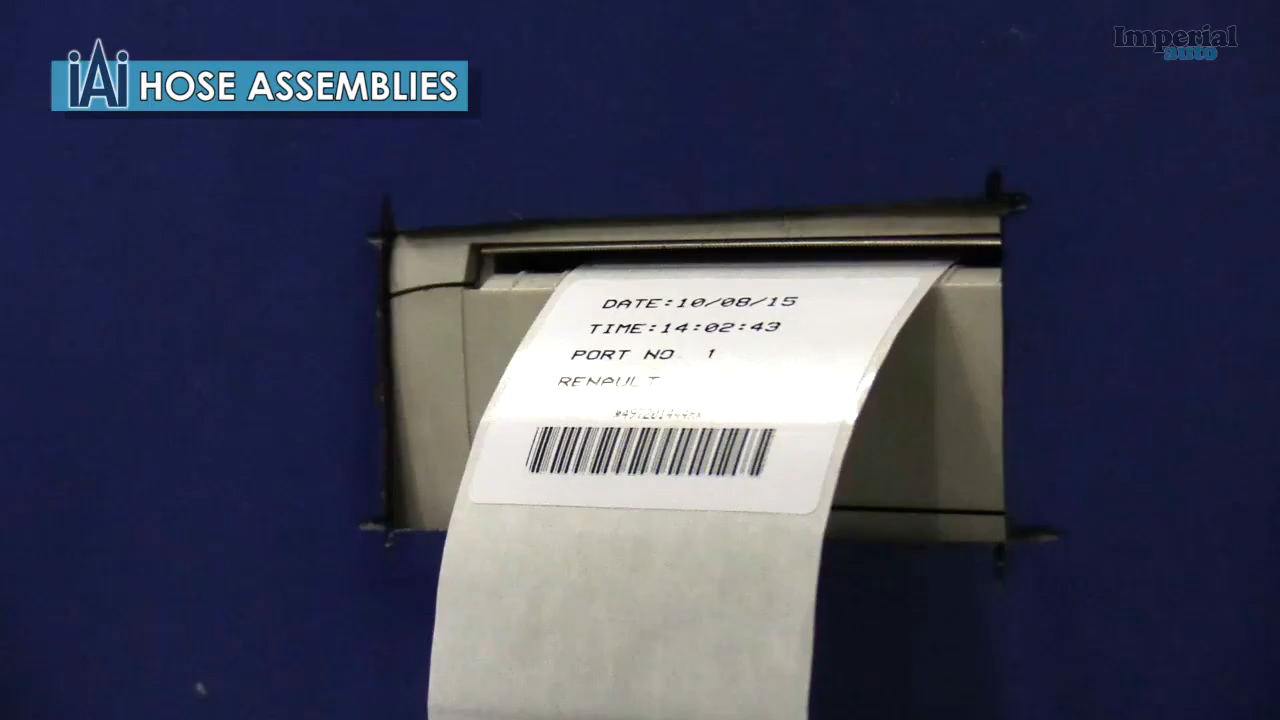 iAi HOSE ASSEMBLIES
Imperial
auto
DATE:10/08/15
TIME:14:02:43
PORT NO. 1
RENAULT